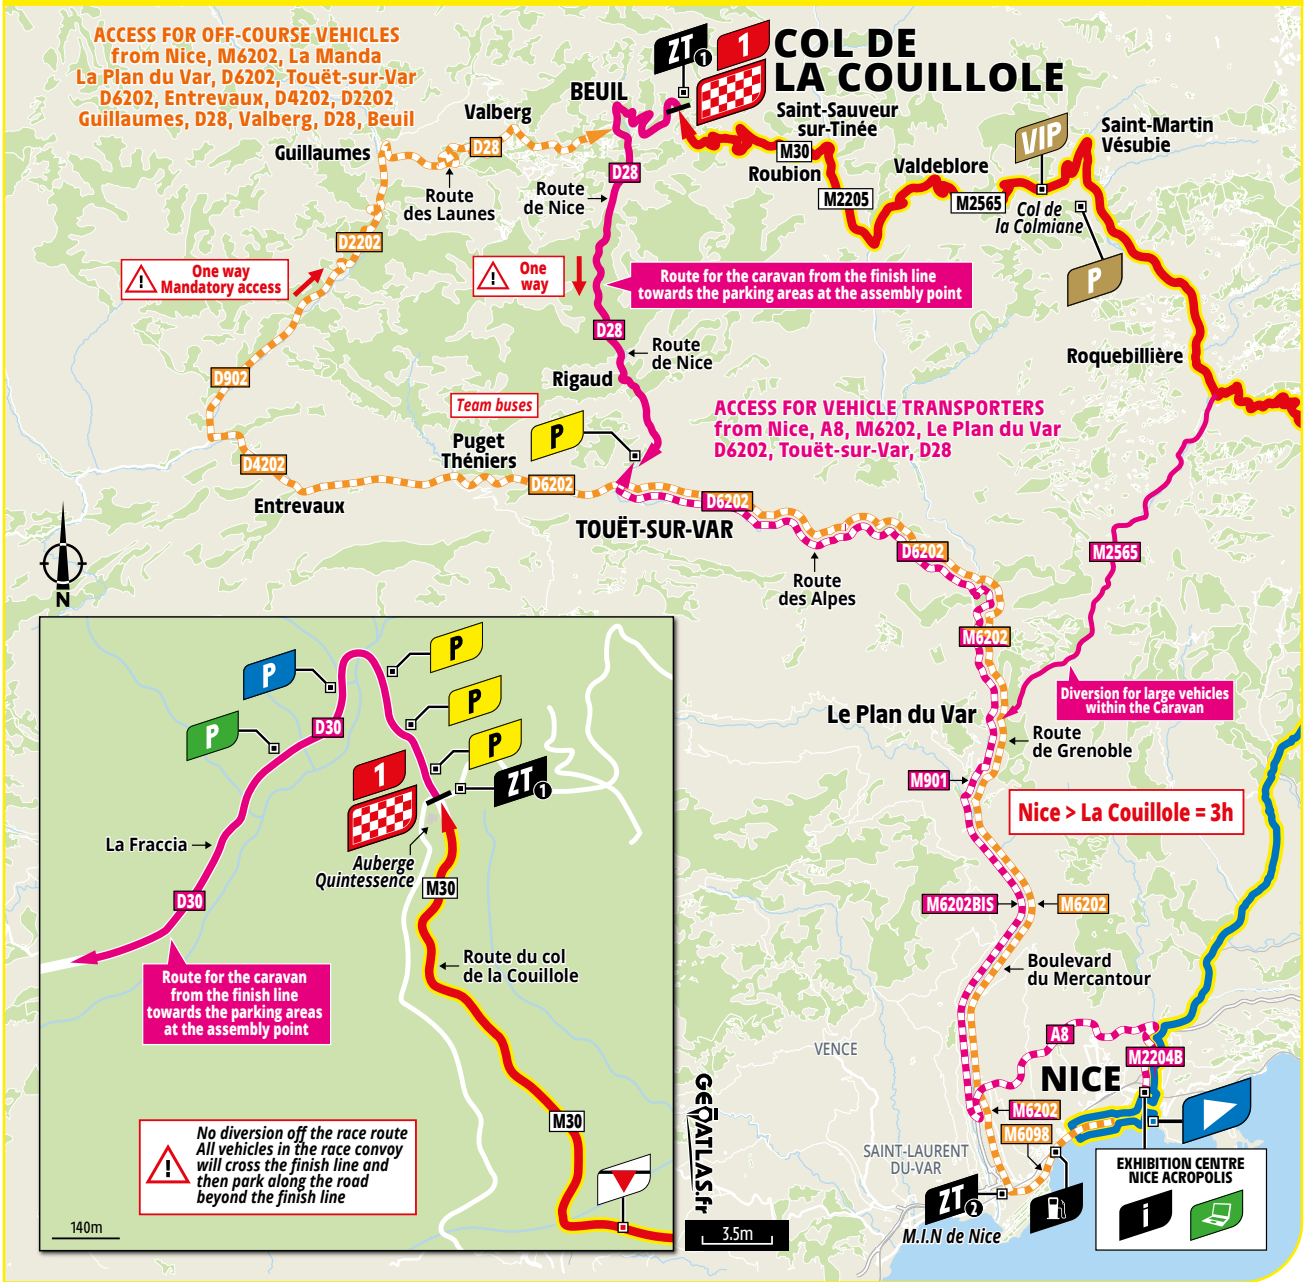 ACCESS FOR OFF-COURSE VEHICLES
from Nice, M6202, La Manda
La Plan du Var, D6202, Touët-sur-Var
D6202, Entrevaux, D4202, D2202
Guillaumes, D28, Valberg, D28, Beuil
ZT 1
1
COL DE
LA COUILLOLE
BEUIL
Valberg
Guillaumes
D28
Route
des Launes
Saint-Sauveur
sur-Tinée
M30
Roubion
VIP
Saint-Martin
Vésubie
Valdeblore
M2205
M2565
Col de
la Colmiane
P
D28
Route
de Nice
D2202
One way
Mandatory access
One
way
Route for the caravan from the finish line
towards the parking areas at the assembly point
D28
Route
de Nice
Roquebillière
D902
Rigaud
Team buses
P
ACCESS FOR VEHICLE TRANSPORTERS
from Nice, A8, M6202, Le Plan du Var
D6202, Touët-sur-Var, D28
Puget
Théniers
D4202
Entrevaux
D6202
D6202
TOUËT-SUR-VAR
D6202
M2565
Route
des Alpes
N
M6202
Diversion for large vehicles
within the Caravan
Le Plan du Var
Route
de Grenoble
M901
Nice > La Couillole = 3h
M6202BIS
M6202
Boulevard
du Mercantour
VENCE
A8
M2204B
NICE
M6202
M6098
SAINT-LAURENT
DU-VAR
ZT 2
M.I.N de Nice
EXHIBITION CENTRE
NICE ACROPOLIS
i
GEOATLAS.fr
3.5m
P
P
P
P
P
D30
1
ZT 1
La Fraccia
Auberge
Quintessence
M30
D30
Route du col
de la Couillole
Route for the caravan
from the finish line
towards the parking areas
at the assembly point
M30
No diversion off the race route
All vehicles in the race convoy
will cross the finish line and
then park along the road
beyond the finish line
140m